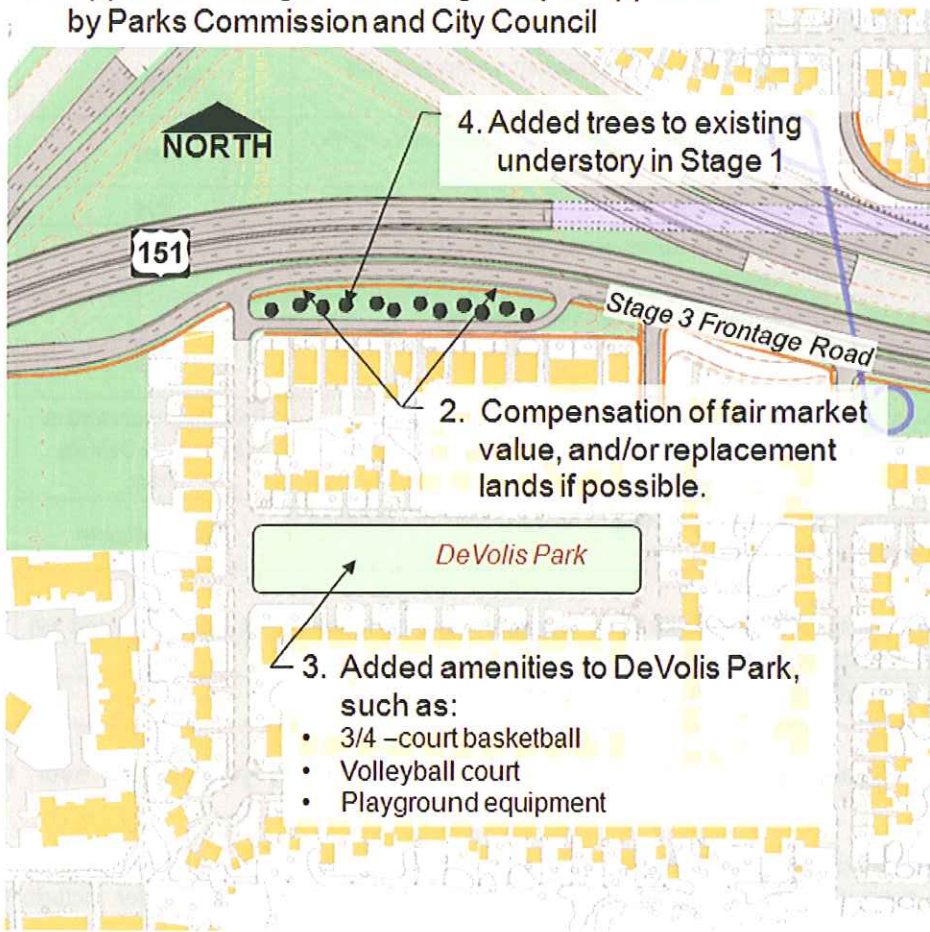 by Parks Commission and City Council
NORTH
4. Added trees to existing
understory in Stage 1
151
Stage 3 Frontage Road
2. Compensation of fair market
value, and/or replacement
lands if possible.
DeVolis Park
3. Added amenities to DeVolis Park,
such as:
• 3/4 –court basketball
• Volleyball court
• Playground equipment